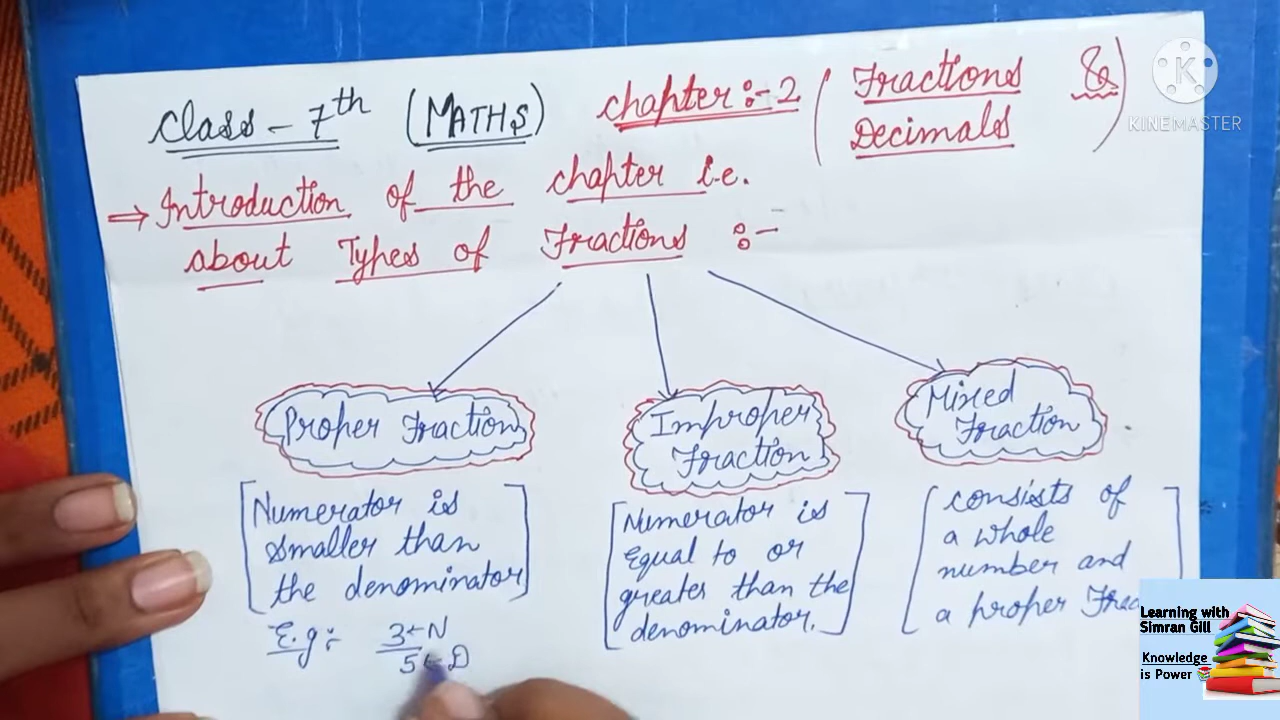 Class - 7th (MATHS) Chapter :- 2 (Fractions & Decimals)
⇒ Introduction of the chapter i.e.
about Types of Fractions :-
Proper Fraction
Improper Fraction
Mixed Fraction
Numerator is
smaller than
the denominator
E.g :- 3 ← N
5 ← D
Numerator is
Equal to or
greater than the
denominator.
consists of
a whole
number and
a proper
KINEMASTER
Learning with
Simran Gill
Knowledge
is Power